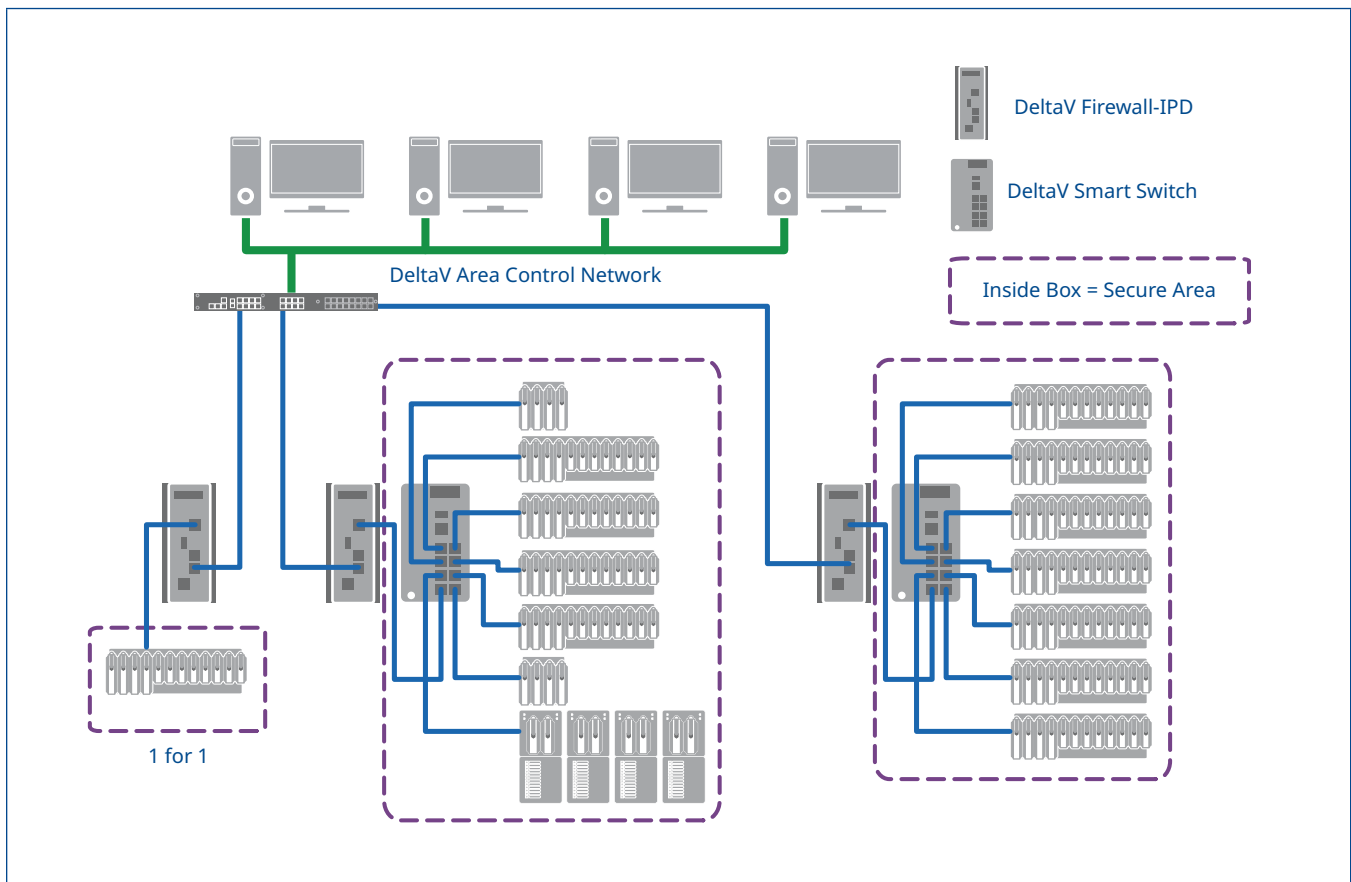 DeltaV Firewall-IPD
DeltaV Smart Switch
DeltaV Area Control Network
Inside Box = Secure Area
1 for 1